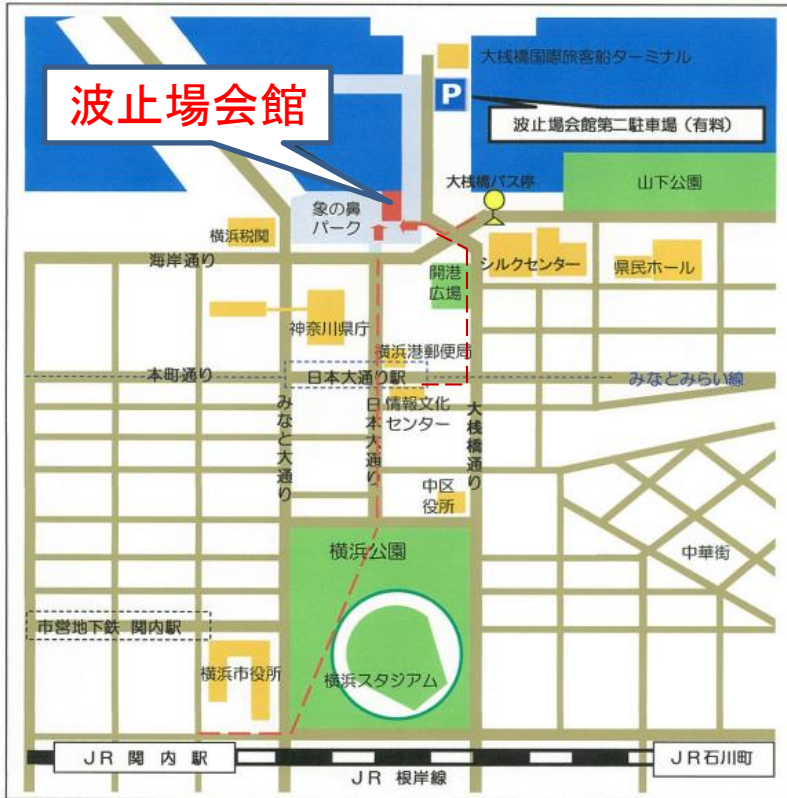 大桟橋国際旅客船ターミナル
波止場会館
P
波止場会館第二駐車場(有料)
大桟橋バス停
山下公園
象の鼻
パーク
横浜税関
海岸通り
開港
広場
シルクセンター
県民ホール
神奈川県庁
横浜港郵便局
本町通り
日本大通り駅
みなとみらい線
情報文化
センター
みなと大通り
日本大通り
大桟橋通り
中区
役所
横浜公園
中華街
市営地下鉄 関内駅
横浜市役所
横浜スタジアム
JR 関内駅
JR石川町
JR 根岸線